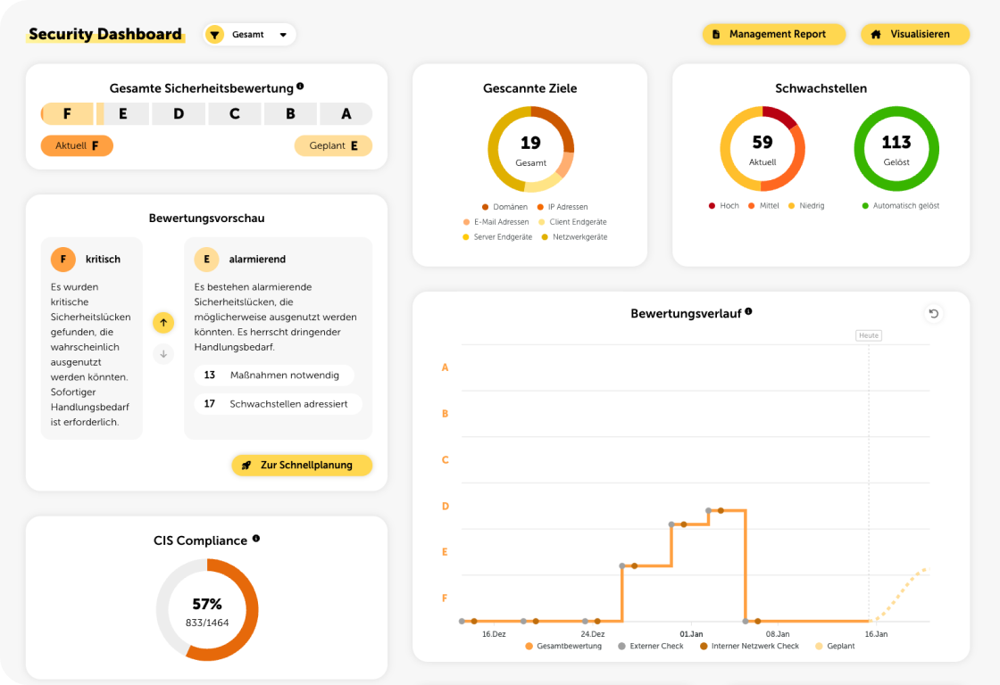 Security Dashboard
Gesamt
Management Report
Visualisieren
Gesamte Sicherheitsbewertung
F E D C B A
Aktuell F
Geplant E
Gescannte Ziele
19
Gesamt
Domänen IP Adressen
E-Mail Adressen Client Endgeräte
Server Endgeräte Netzwerkgeräte
Schwachstellen
59
Aktuell
113
Gelöst
Hoch Mittel Niedrig
Automatisch gelöst
Bewertungsvorschau
F kritisch
Es wurden
kritische
Sicherheitslücken
gefunden, die
wahrscheinlich
ausgenutzt
werden könnten.
Sofortiger
Handlungsbedarf
ist erforderlich.
E alarmierend
Es bestehen alarmierende
Sicherheitslücken, die
möglicherweise ausgenutzt werden
könnten. Es herrscht dringender
Handlungsbedarf.
13 Maßnahmen notwendig
17 Schwachstellen adressiert
Zur Schnellplanung
CIS Compliance
57%
833/1464
Bewertungsverlauf
Heute
A
B
C
D
E
F
16.Dez 24.Dez 01.Jan 08.Jan 16.Jan
Gesamtbewertung Externer Check Interner Netzwerk Check Geplant